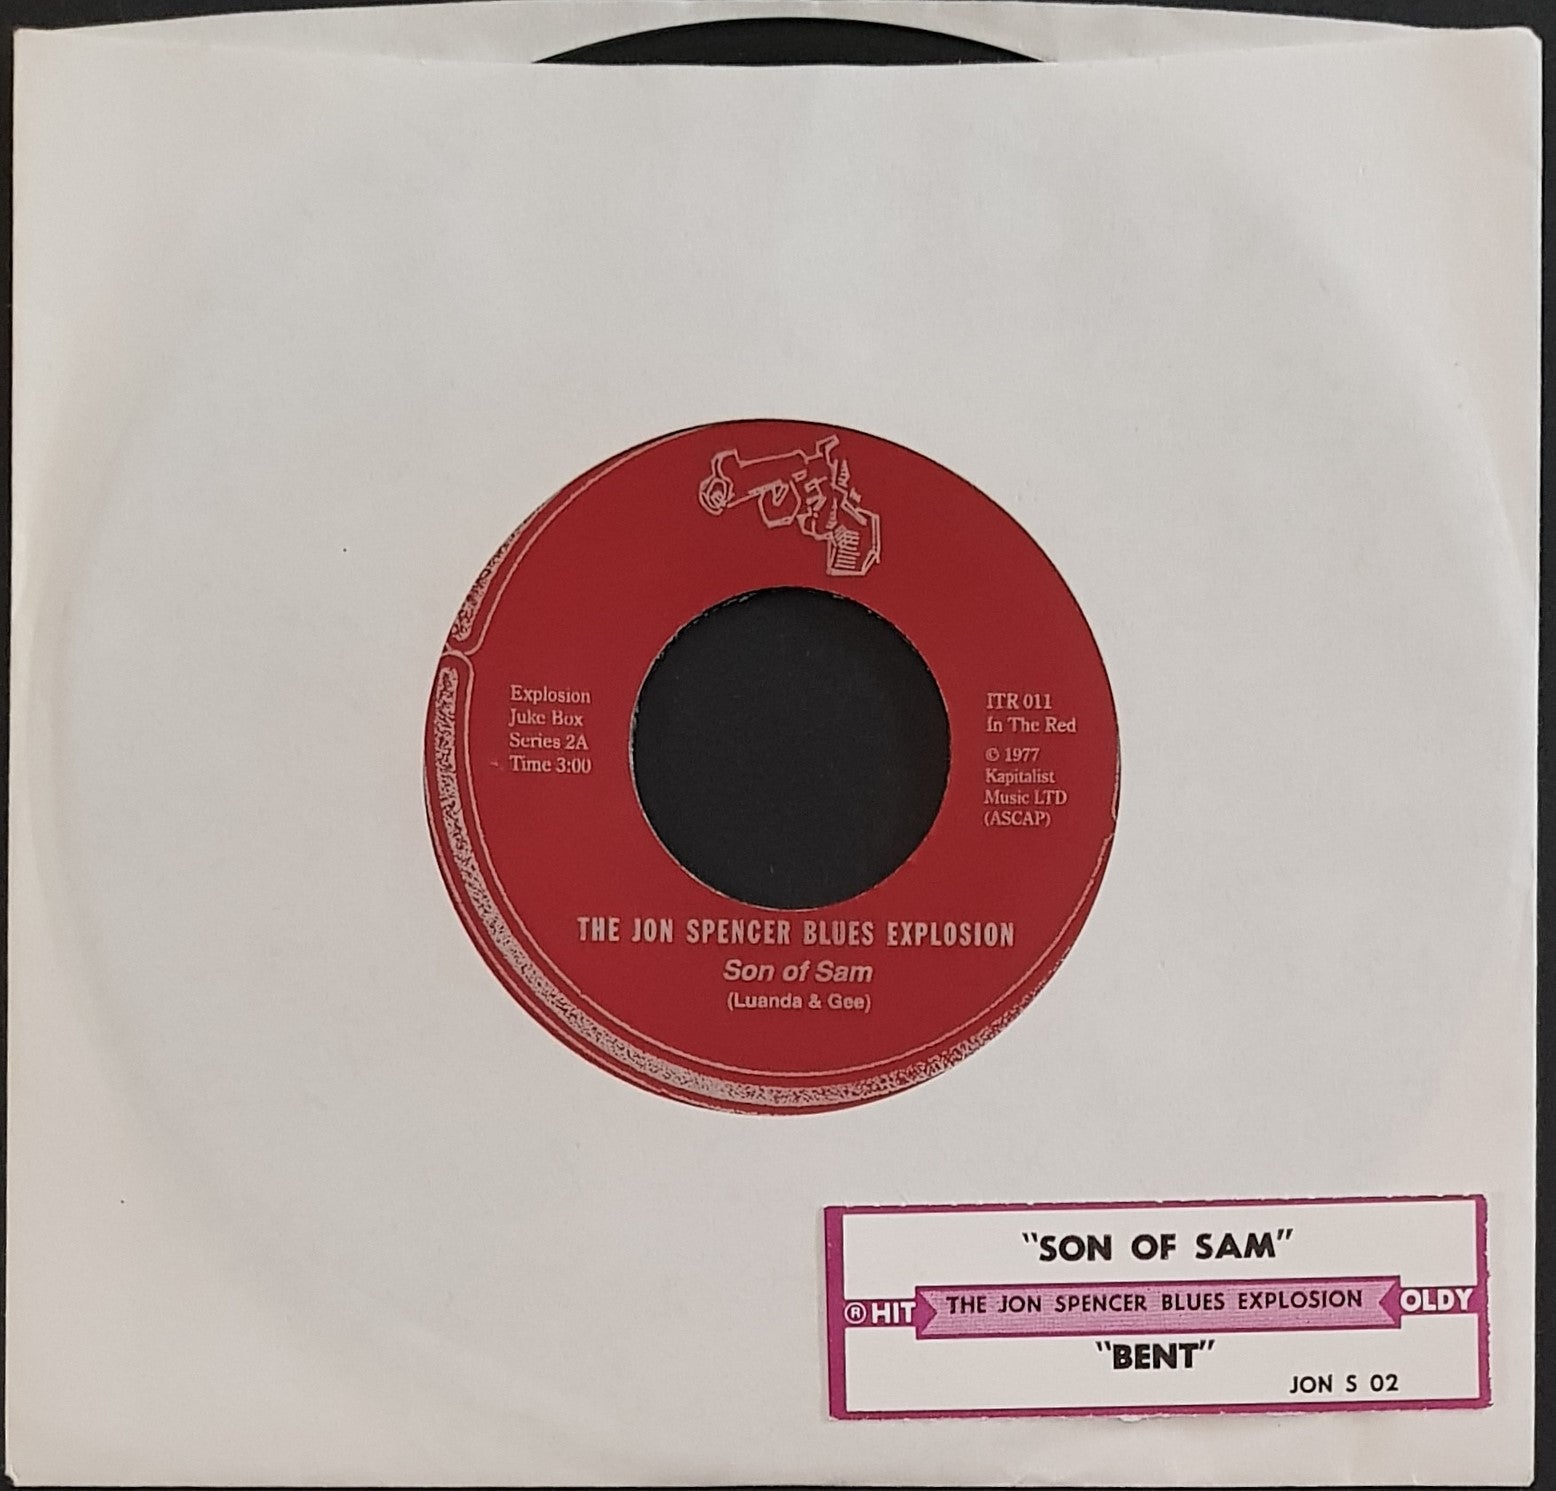 Explosion
Juke Box
Series 2A
Time 3:00
ITR 011
In The Red
© 1977
Kapitalist
Music LTD
(ASCAP)
THE JON SPENCER BLUES EXPLOSION
Son of Sam
(Luanda & Gee)
"SON OF SAM"
® HIT THE JON SPENCER BLUES EXPLOSION OLDY
"BENT"
JON S 02